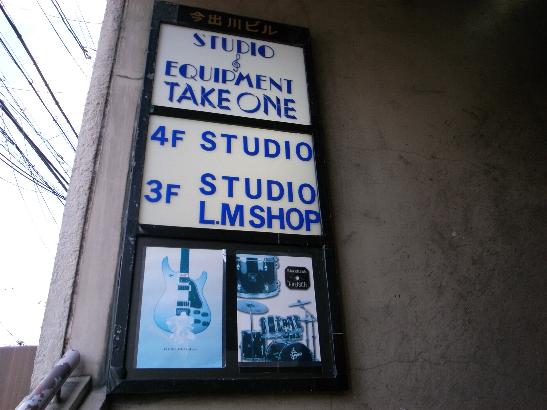 今出川ビル
STUDIO
&
EQUIPMENT
TAKE ONE
4F STUDIO
3F STUDIO
L.M SHOP